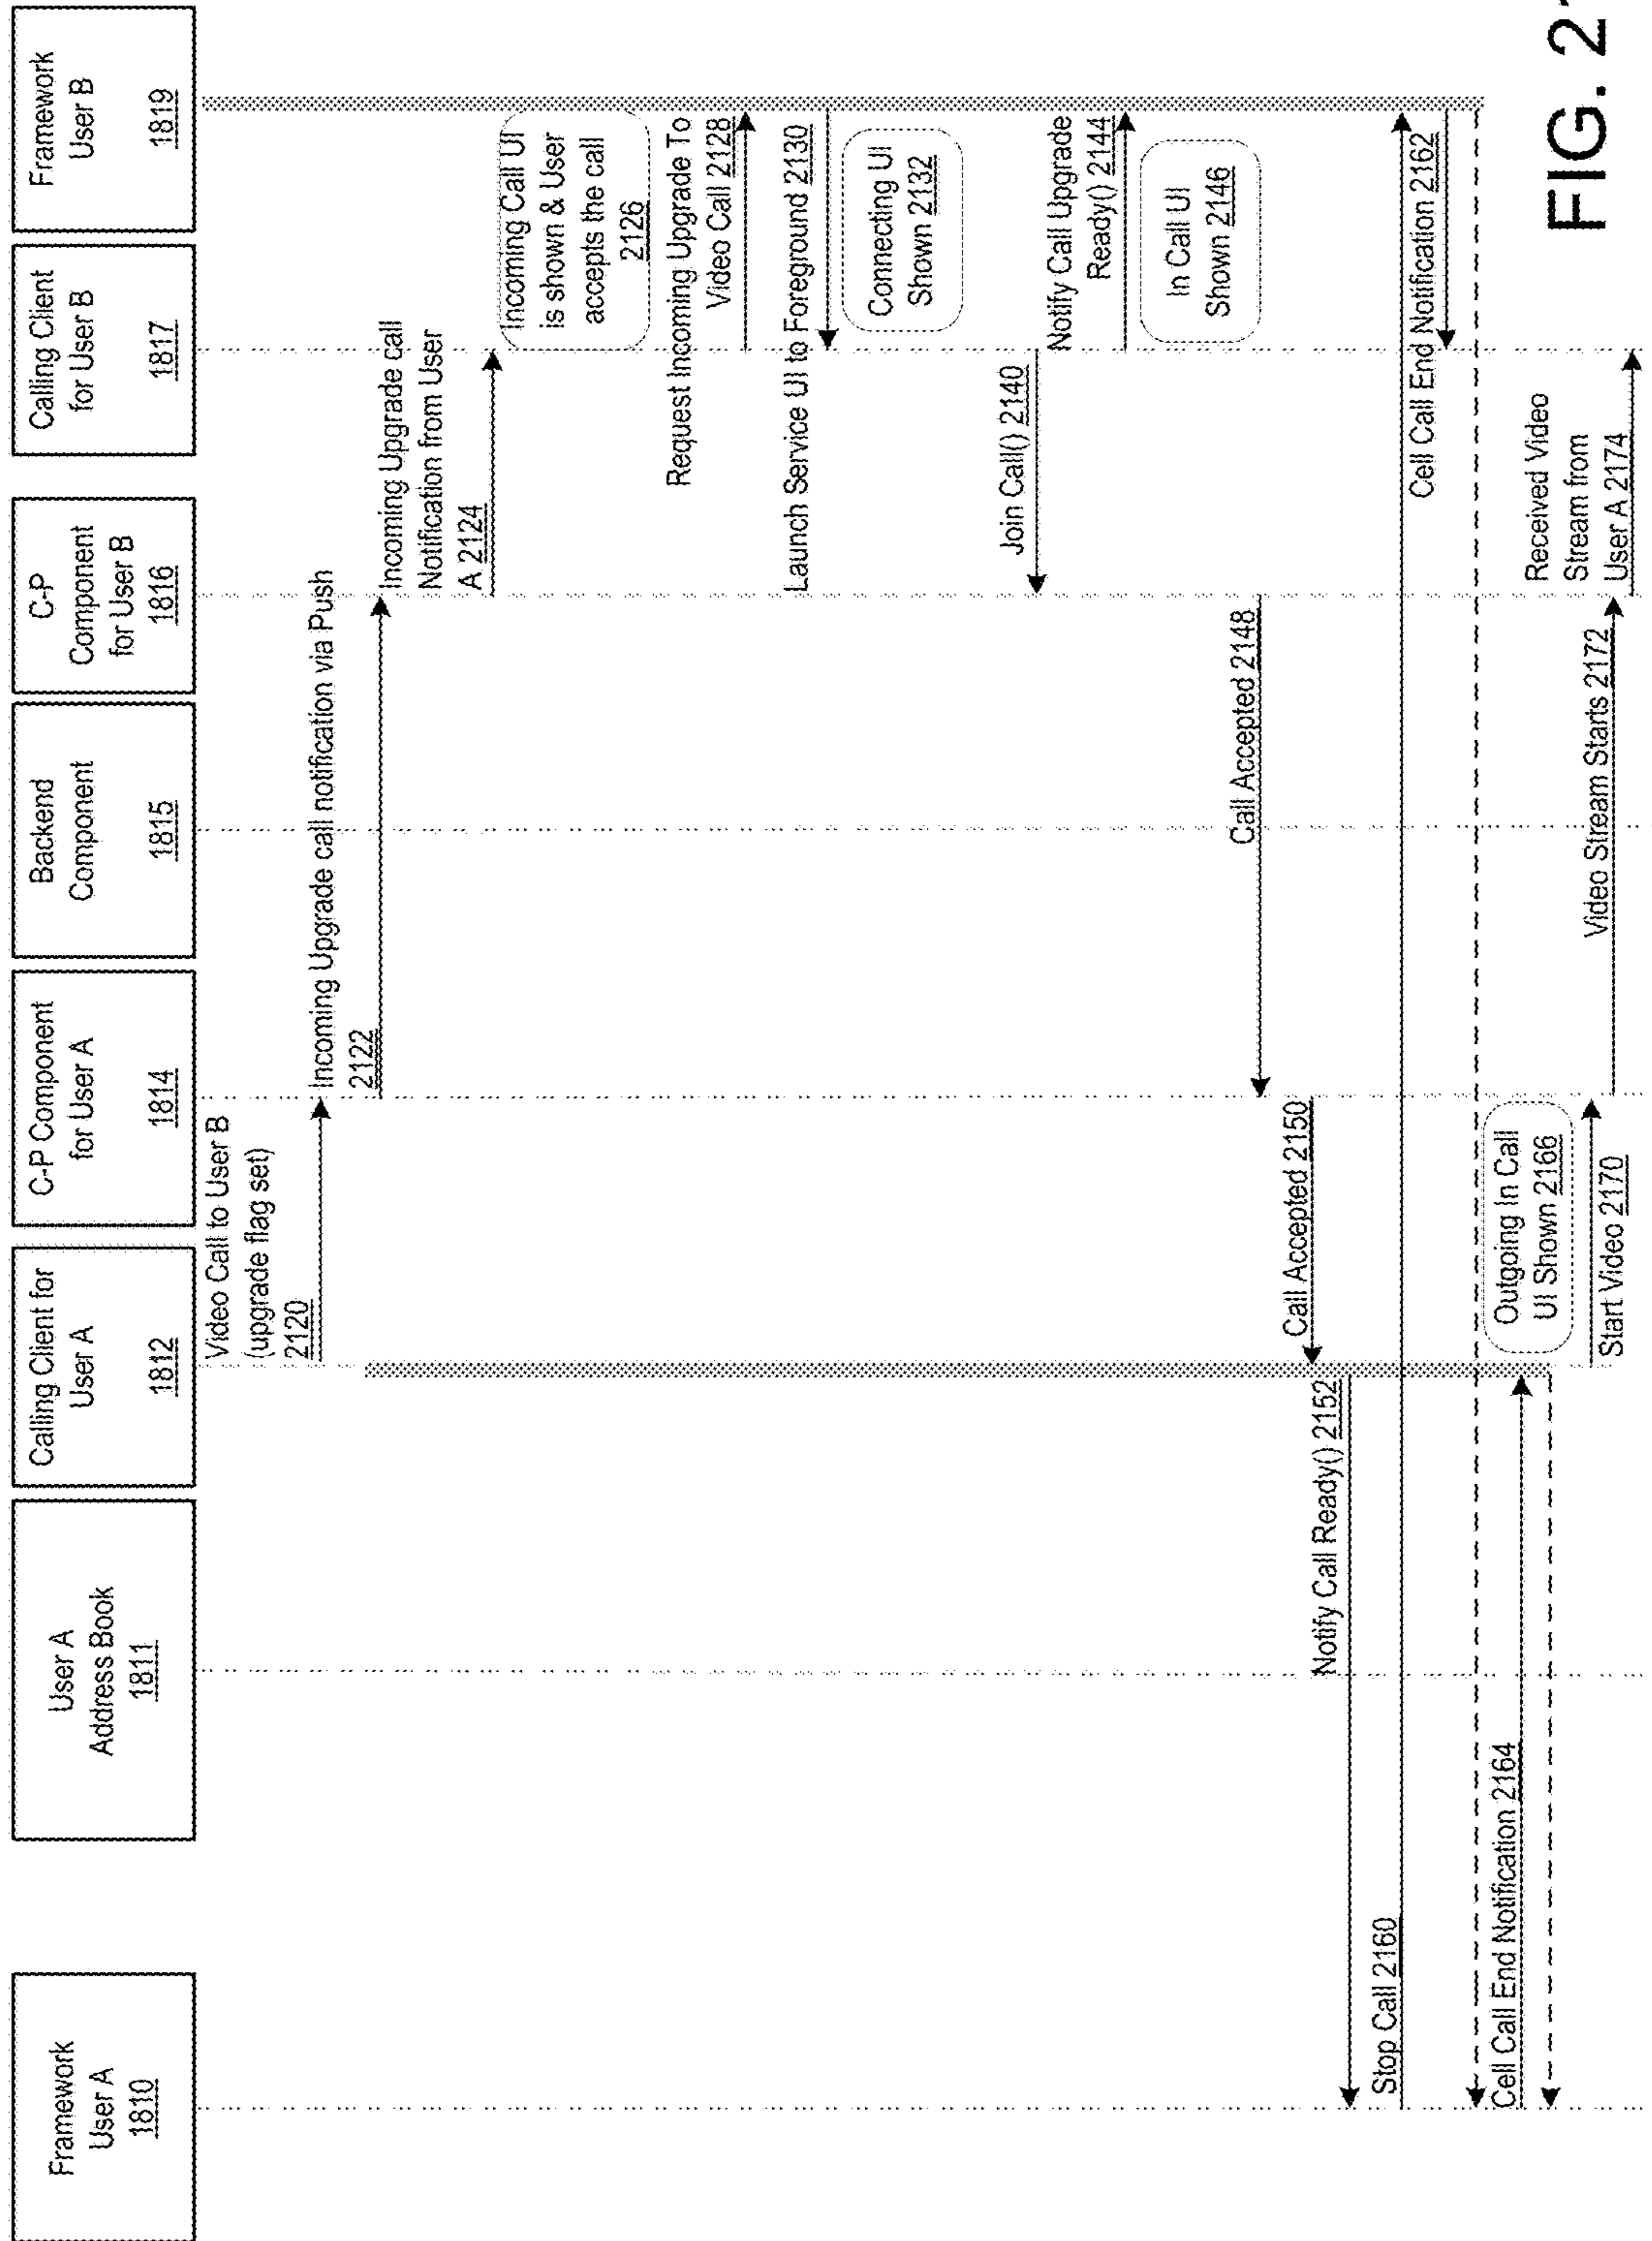 Framework
User A
1810
User A
Address Book
1811
Calling Client for
User A
1812
C-P Component
for User A
1814
Backend
Component
1815
C-P
Component
for User B
1816
Calling Client
for User B
1817
Framework
User B
1819
Video Call to User B
(upgrade flag set)
2120
Incoming Upgrade call notification via Push
2122
Incoming Upgrade call
Notification from User
A 2124
Incoming Call UI
is shown & User
accepts the call
2126
Request Incoming Upgrade To
Video Call 2128
Launch Service UI to Foreground 2130
Connecting UI
Shown 2132
Join Call() 2140
Notify Call Upgrade
Ready() 2144
In Call UI
Shown 2146
Call Accepted 2148
Call Accepted 2150
Notify Call Ready() 2152
Stop Call 2160
Cell Call End Notification 2162
Cell Call End Notification 2164
Outgoing In Call
UI Shown 2166
Start Video 2170
Video Stream Starts 2172
Received Video
Stream from
User A 2174
FIG.